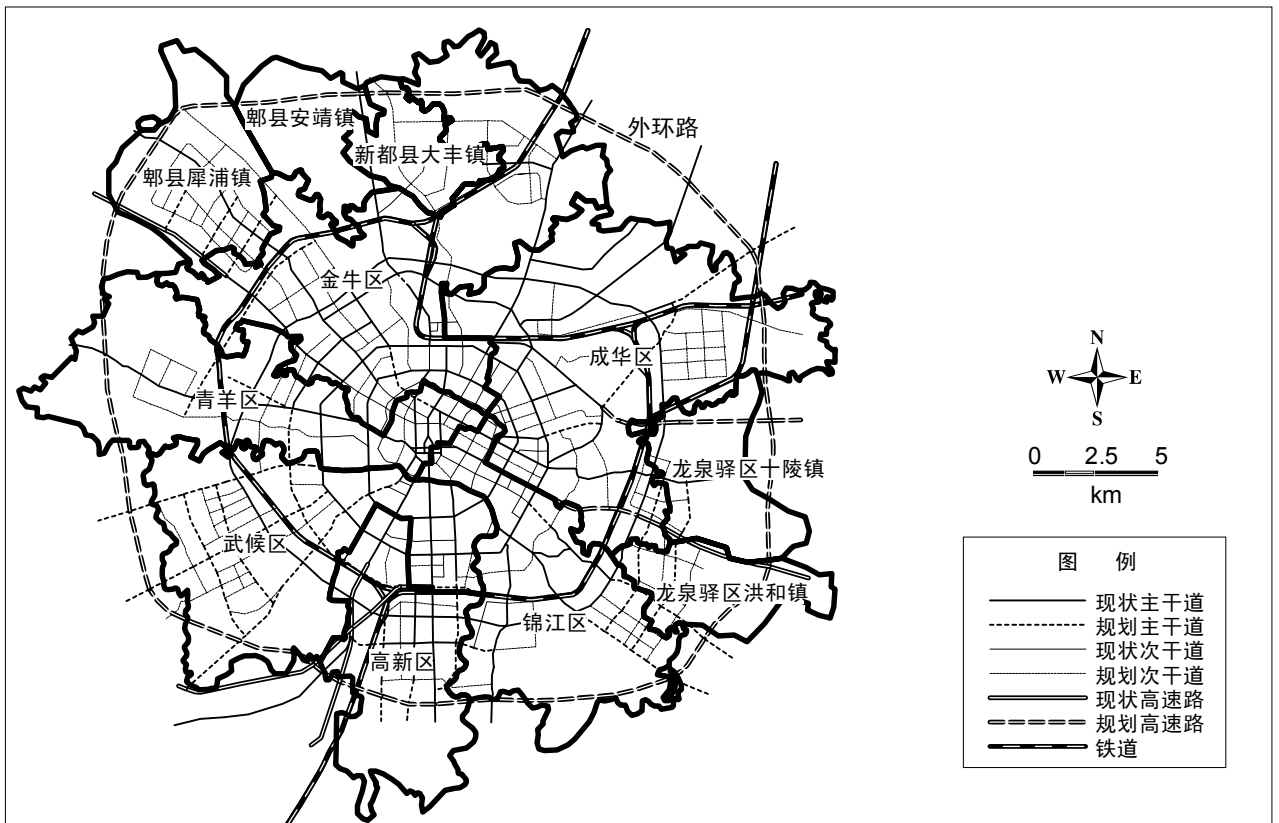 郫县安靖镇
外环路
新都县大丰镇
郫县犀浦镇
金牛区
成华区
青羊区
龙泉驿区十陵镇
武候区
龙泉驿区洪和镇
锦江区
高新区
N
W E
S
0 2.5 5
km
图 例
现状主干道
规划主干道
现状次干道
规划次干道
现状高速路
规划高速路
铁道